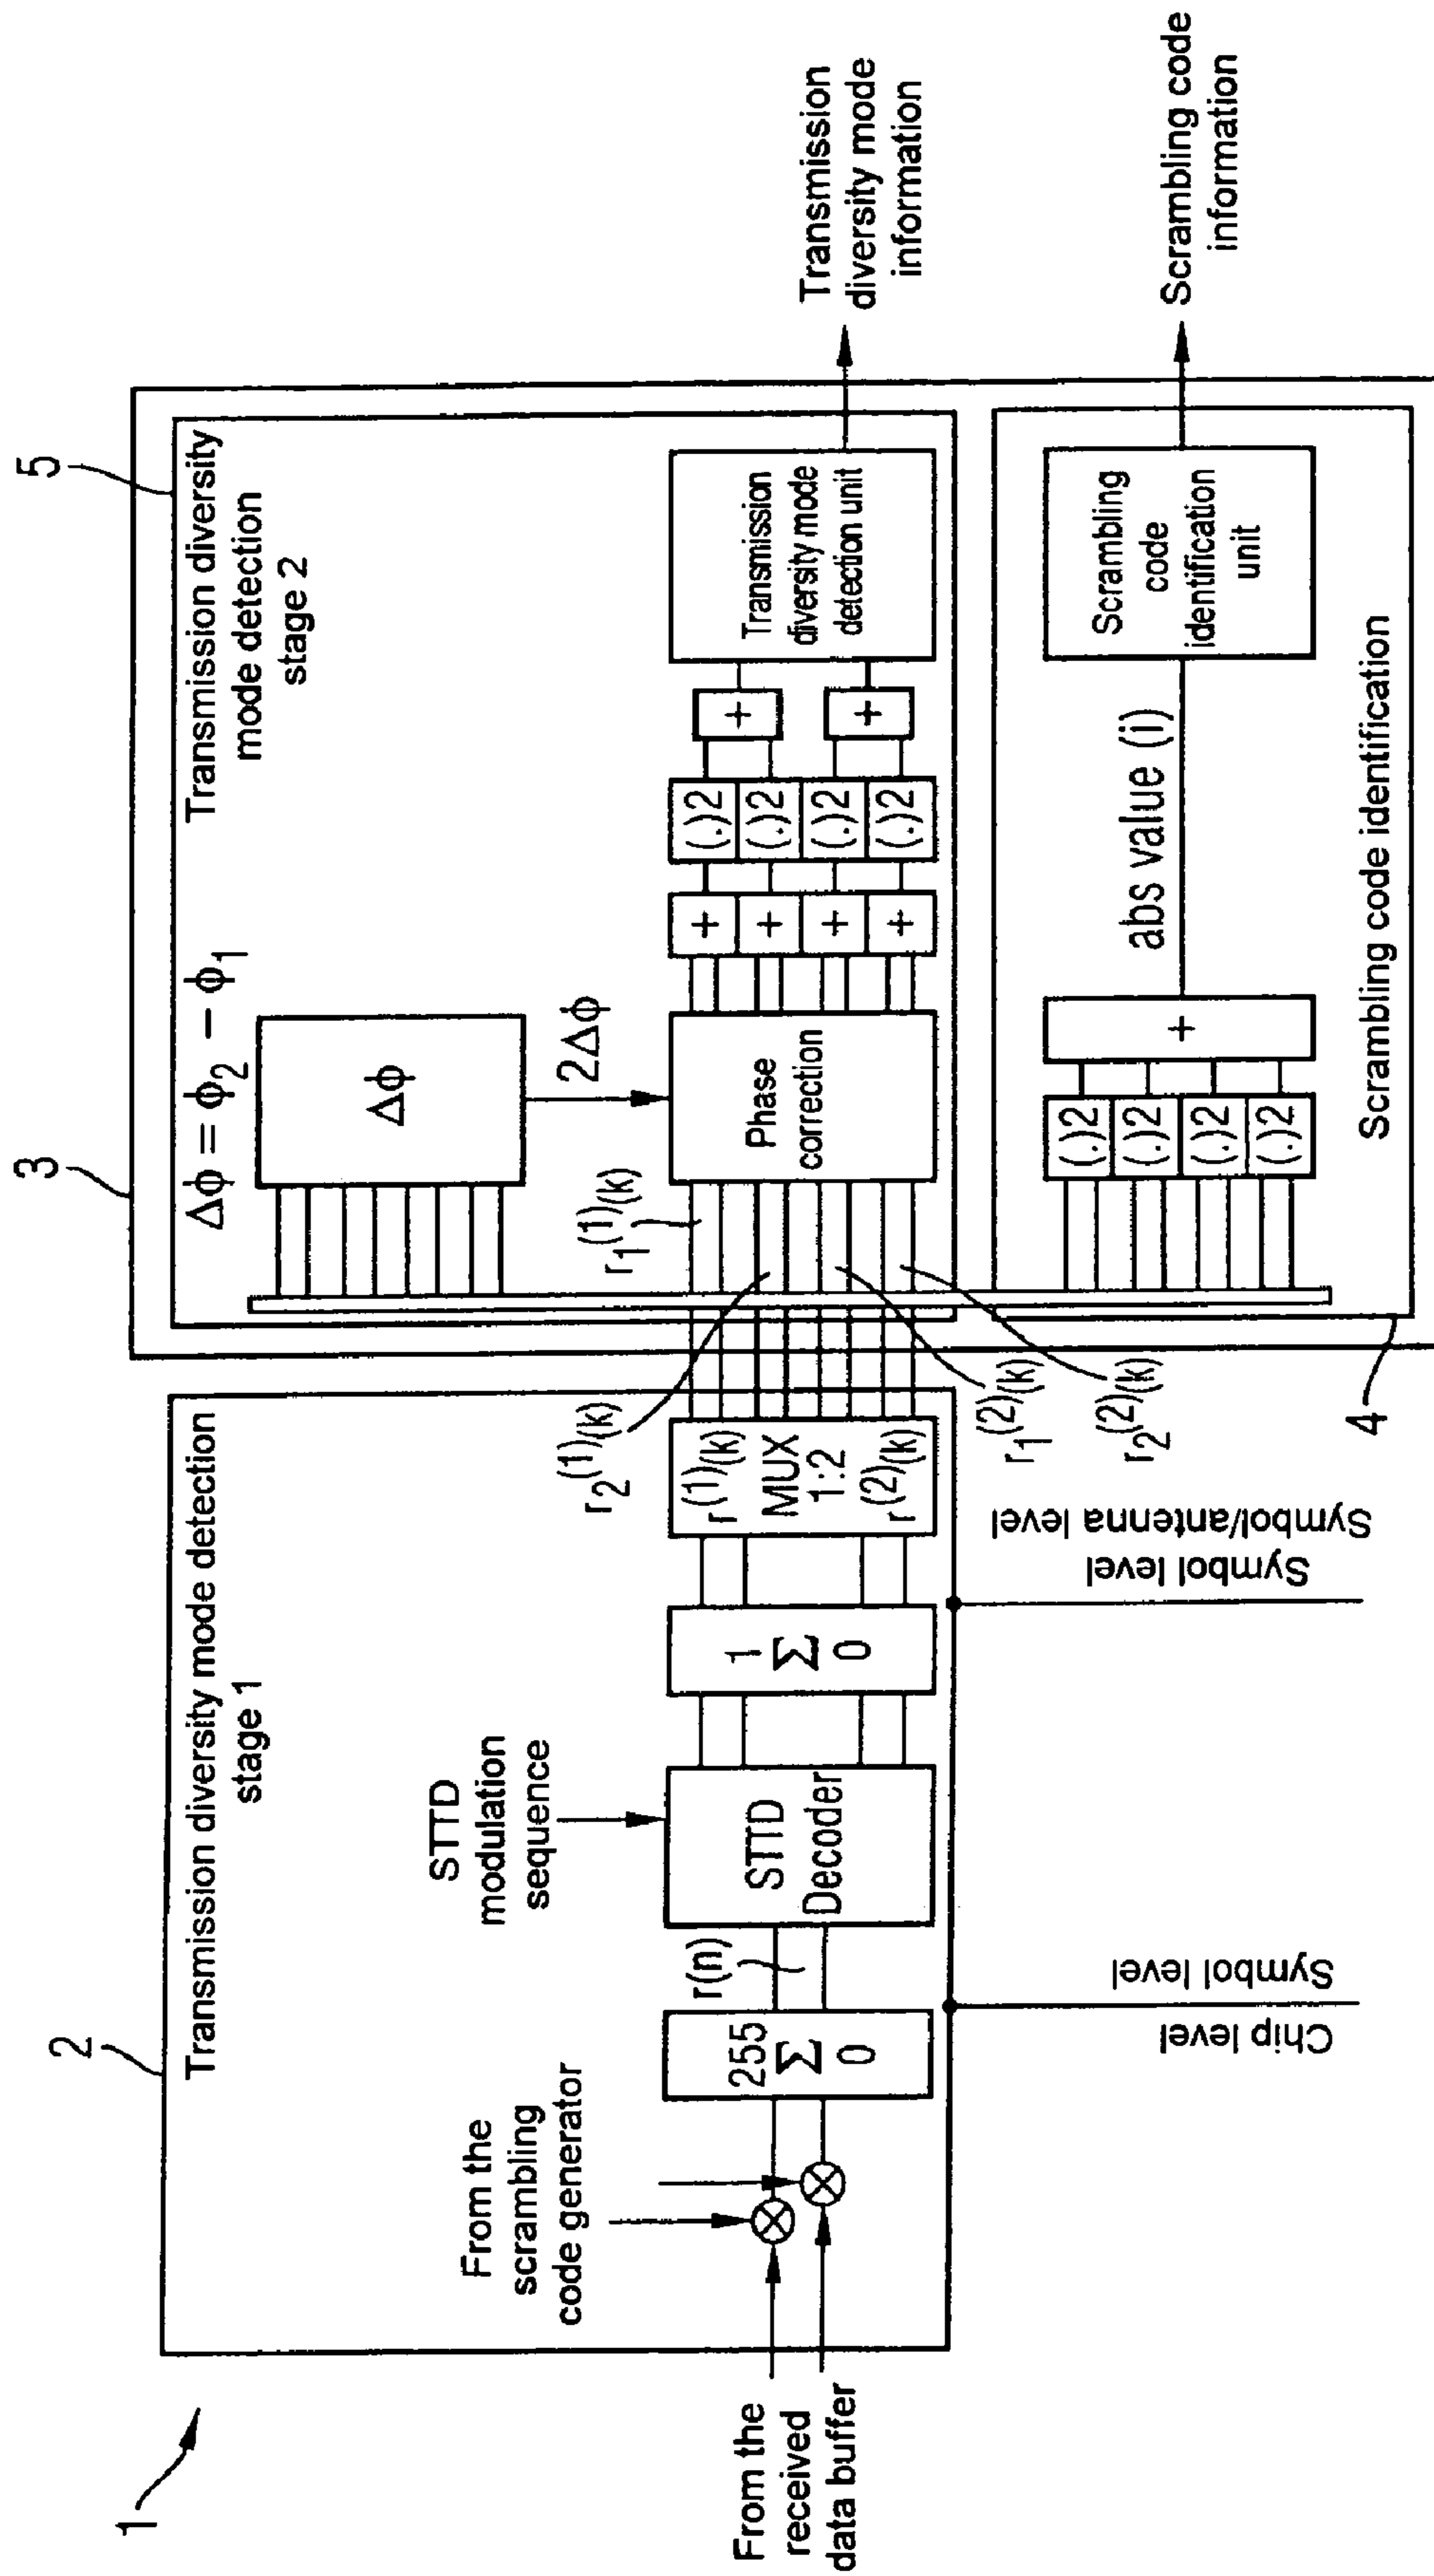 1
2
Transmission diversity mode detection
stage 1
From the
scrambling
code generator
From the
received
data buffer
255
Σ
0
r(n)
STTD
modulation
sequence
STTD
Decoder
1
Σ
0
r(1)(k)
MUX
1:2
r(2)(k)
Chip level
Symbol level
Symbol level
Symbol/antenna level
3
5
Transmission diversity
mode detection
stage 2
Δϕ = ϕ2 − ϕ1
Δϕ
2Δϕ
r1(1)(k)
r2(1)(k)
r1(2)(k)
r2(2)(k)
Phase
correction
+
+
+
+
(.)2
(.)2
(.)2
(.)2
+
+
Transmission
diversity mode
detection unit
Transmission
diversity mode
information
4
(.)2
(.)2
(.)2
(.)2
+
abs value (i)
Scrambling
code
identification
unit
Scrambling code identification
Scrambling code
information